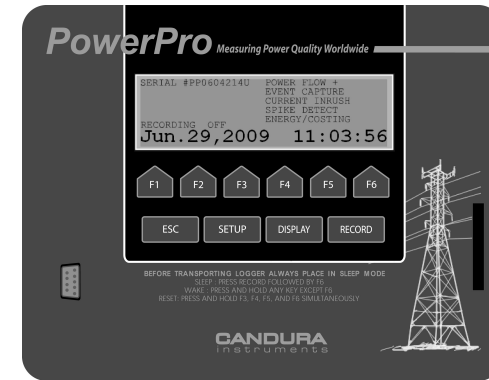 PowerPro Measuring Power Quality Worldwide
SERIAL #PP0604214U POWER FLOW +
EVENT CAPTURE
CURRENT INRUSH
SPIKE DETECT
RECORDING OFF ENERGY/COSTING
Jun.29,2009 11:03:56
F1 F2 F3 F4 F5 F6
ESC SETUP DISPLAY RECORD
BEFORE TRANSPORTING LOGGER ALWAYS PLACE IN SLEEP MODE
SLEEP : PRESS RECORD FOLLOWED BY F6
WAKE : PRESS AND HOLD ANY KEY EXCEPT F6
RESET: PRESS AND HOLD F3, F4, F5, AND F6 SIMULTANEOUSLY
CANDURA
instruments